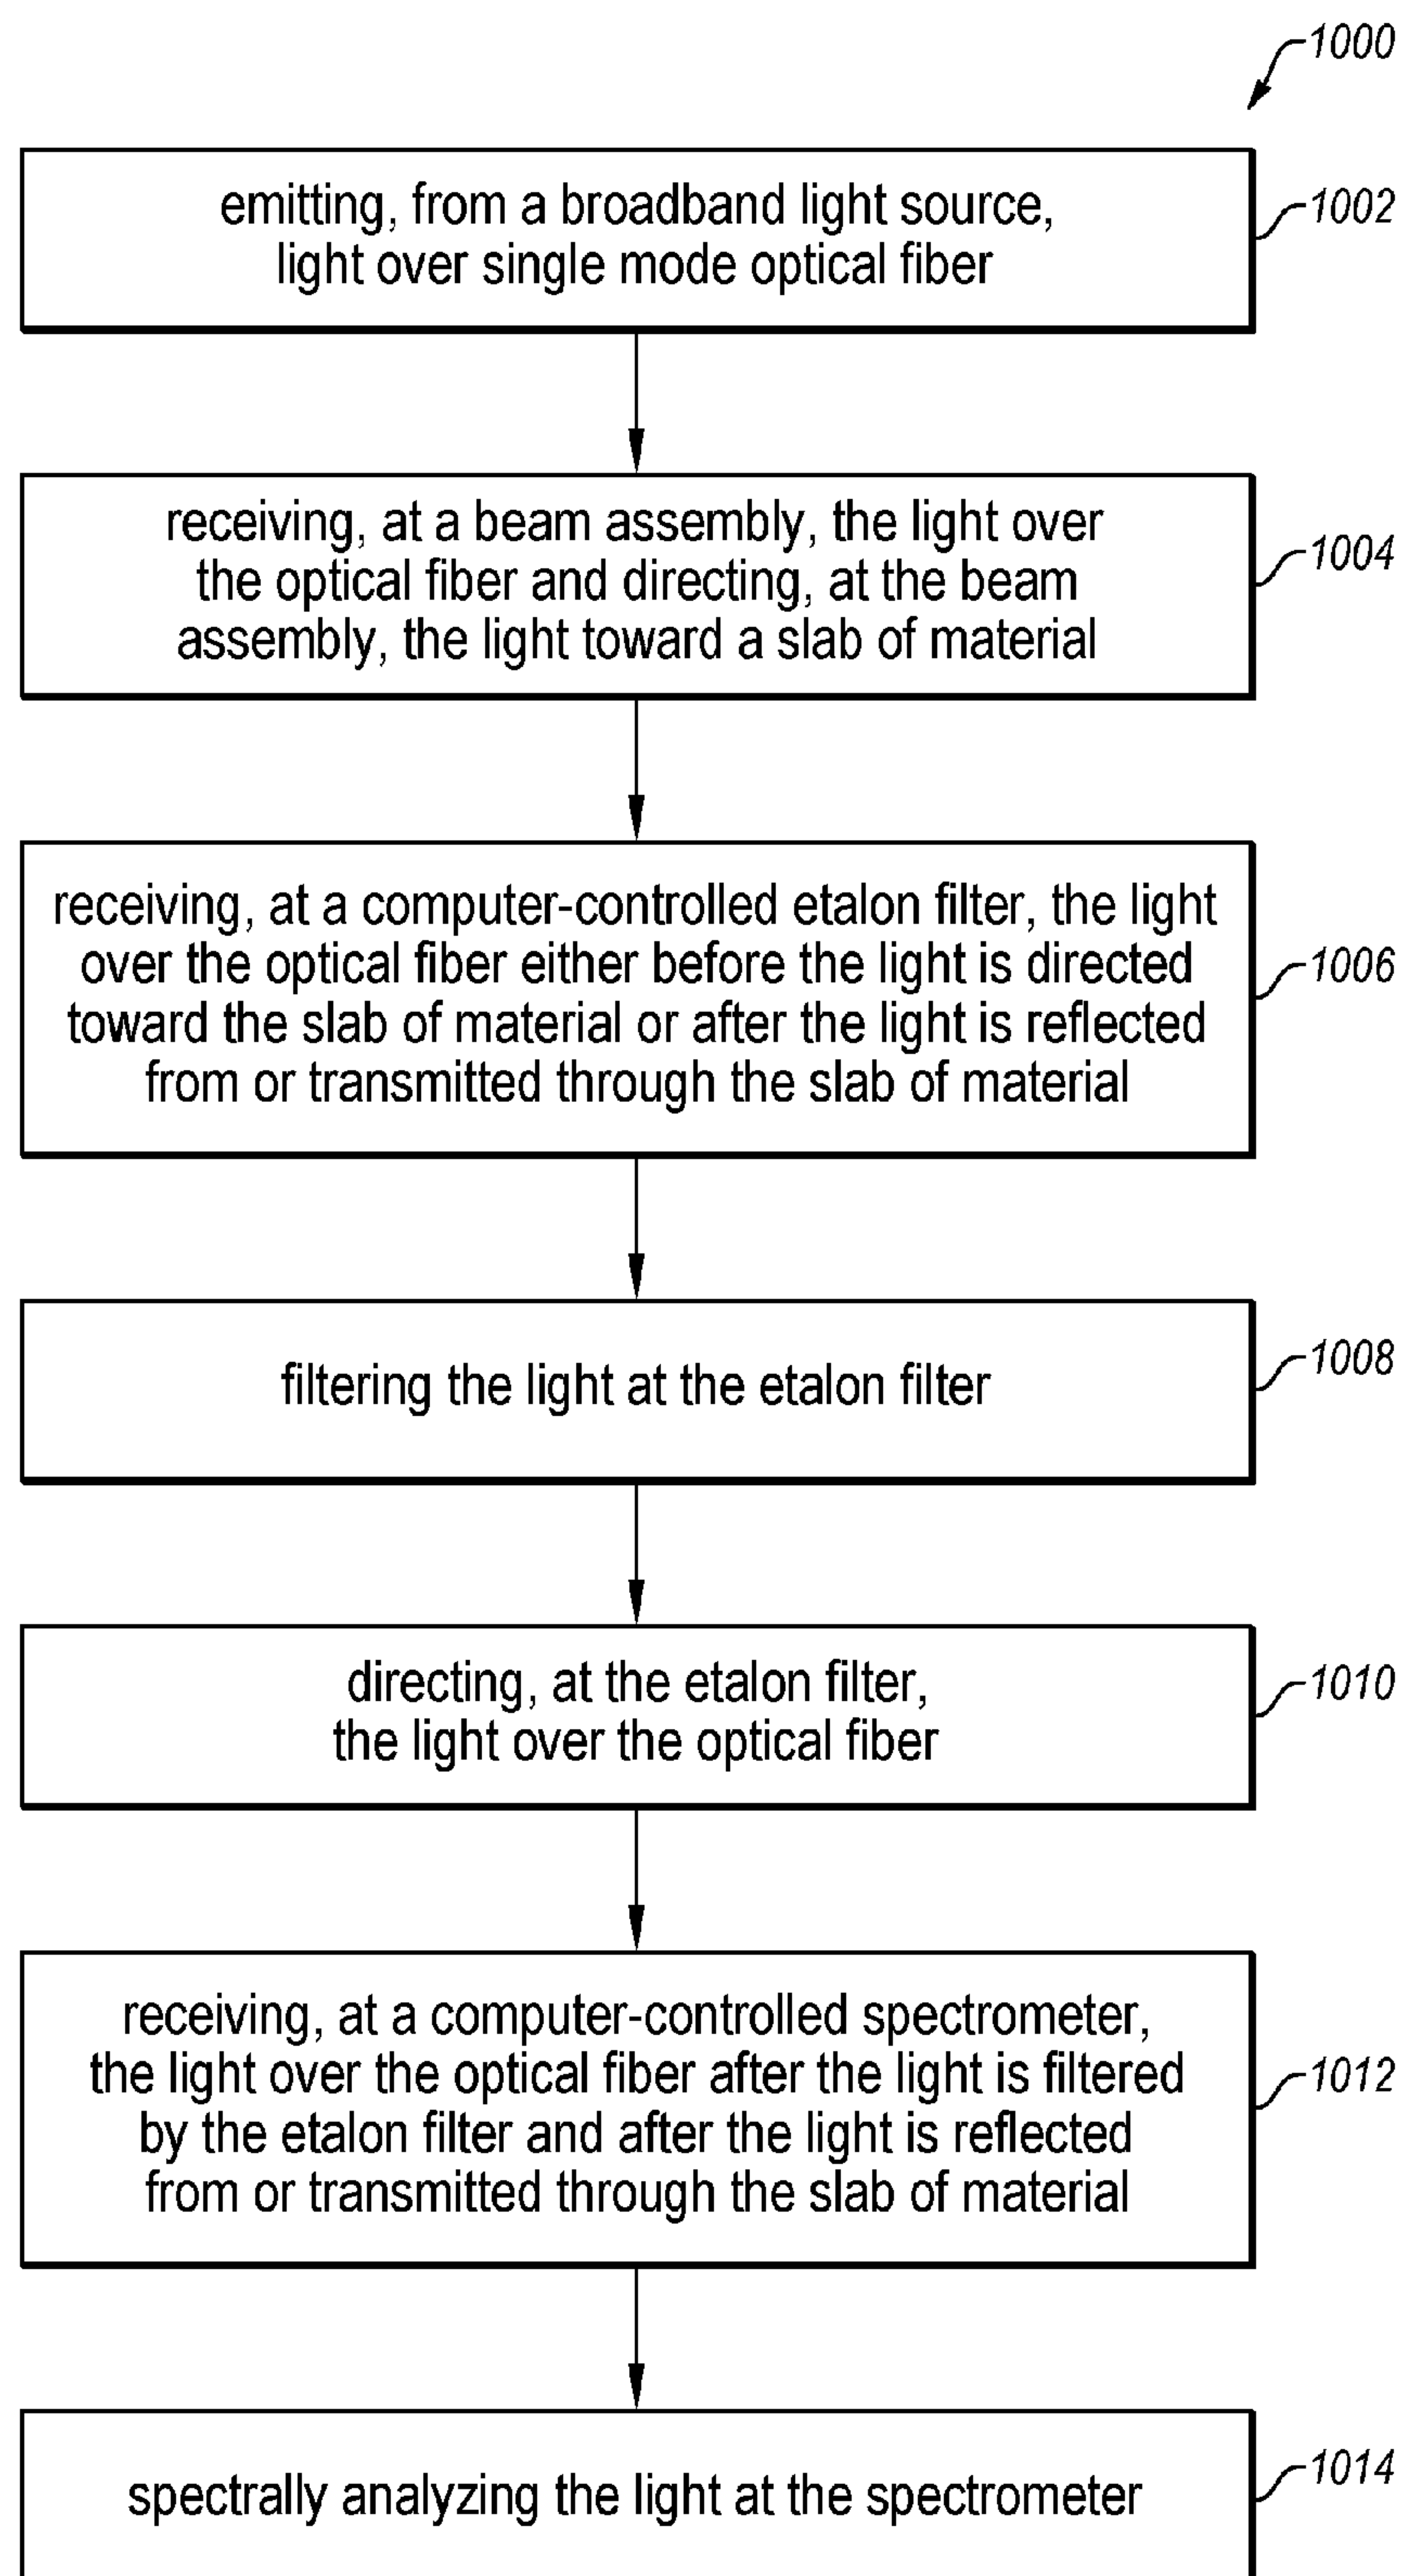 1000
emitting, from a broadband light source,
light over single mode optical fiber
1002
receiving, at a beam assembly, the light over
the optical fiber and directing, at the beam
assembly, the light toward a slab of material
1004
receiving, at a computer-controlled etalon filter, the light
over the optical fiber either before the light is directed
toward the slab of material or after the light is reflected
from or transmitted through the slab of material
1006
filtering the light at the etalon filter
1008
directing, at the etalon filter,
the light over the optical fiber
1010
receiving, at a computer-controlled spectrometer,
the light over the optical fiber after the light is filtered
by the etalon filter and after the light is reflected
from or transmitted through the slab of material
1012
spectrally analyzing the light at the spectrometer
1014